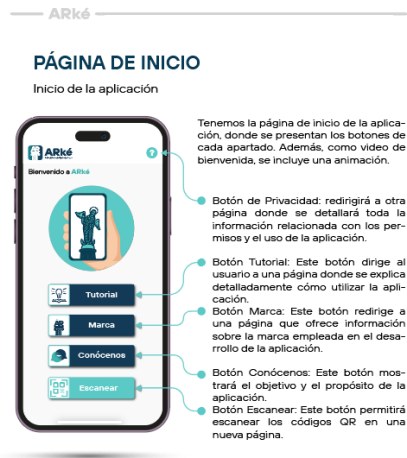 ARké
PÁGINA DE INICIO
Inicio de la aplicación
Tenemos la página de inicio de la aplica-
ción, donde se presentan los botones de
cada apartado. Además, como video de
bienvenida, se incluye una animación.
ARké
Bienvenido a ARké
Tutorial
Marca
Conócenos
Escanear
Botón de Privacidad: redirigirá a otra
página donde se detallará toda la
información relacionada con los per-
misos y el uso de la aplicación.
Botón Tutorial: Este botón dirige al
usuario a una página donde se explica
detalladamente cómo utilizar la apli-
cación.
Botón Marca: Este botón redirige a
una página que ofrece información
sobre la marca empleada en el desa-
rrollo de la aplicación.
Botón Conócenos: Este botón mos-
trará el objetivo y el propósito de la
aplicación.
Botón Escanear: Este botón permitirá
escanear los códigos QR en una
nueva página.